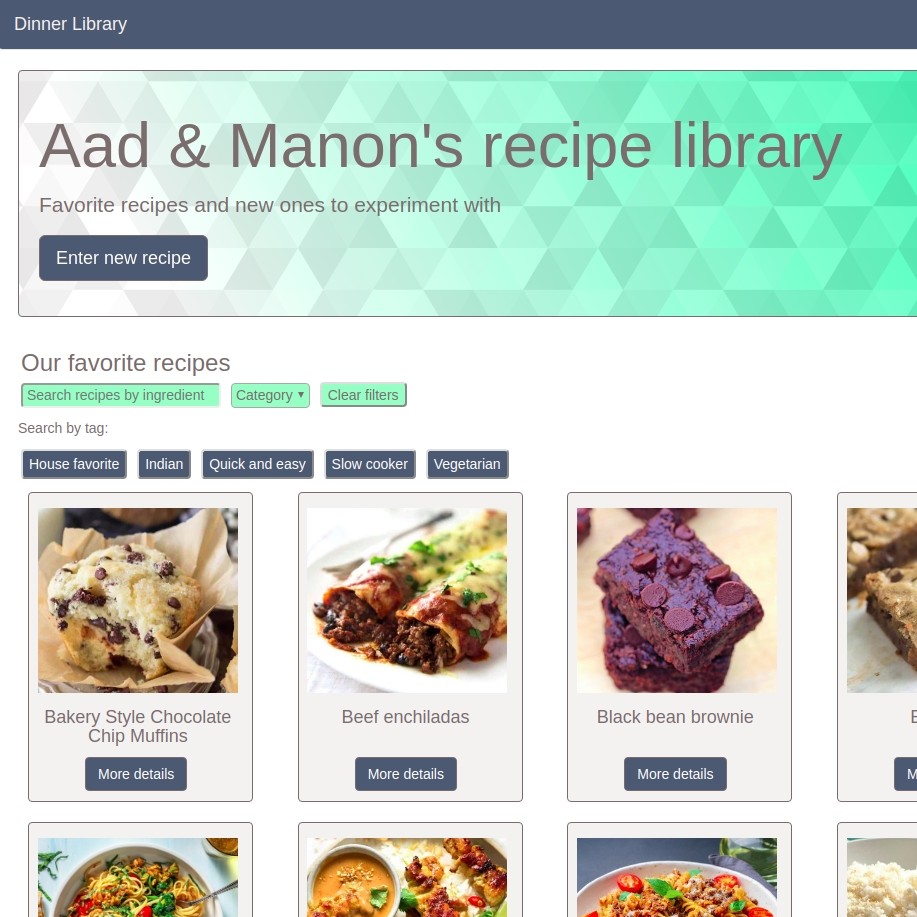 Dinner Library
Aad & Manon's recipe library
Favorite recipes and new ones to experiment with
Enter new recipe
Our favorite recipes
Search recipes by ingredient Category Clear filters
Search by tag:
House favorite Indian Quick and easy Slow cooker Vegetarian
Bakery Style Chocolate
Chip Muffins
Beef enchiladas
Black bean brownie
More details
More details
More details